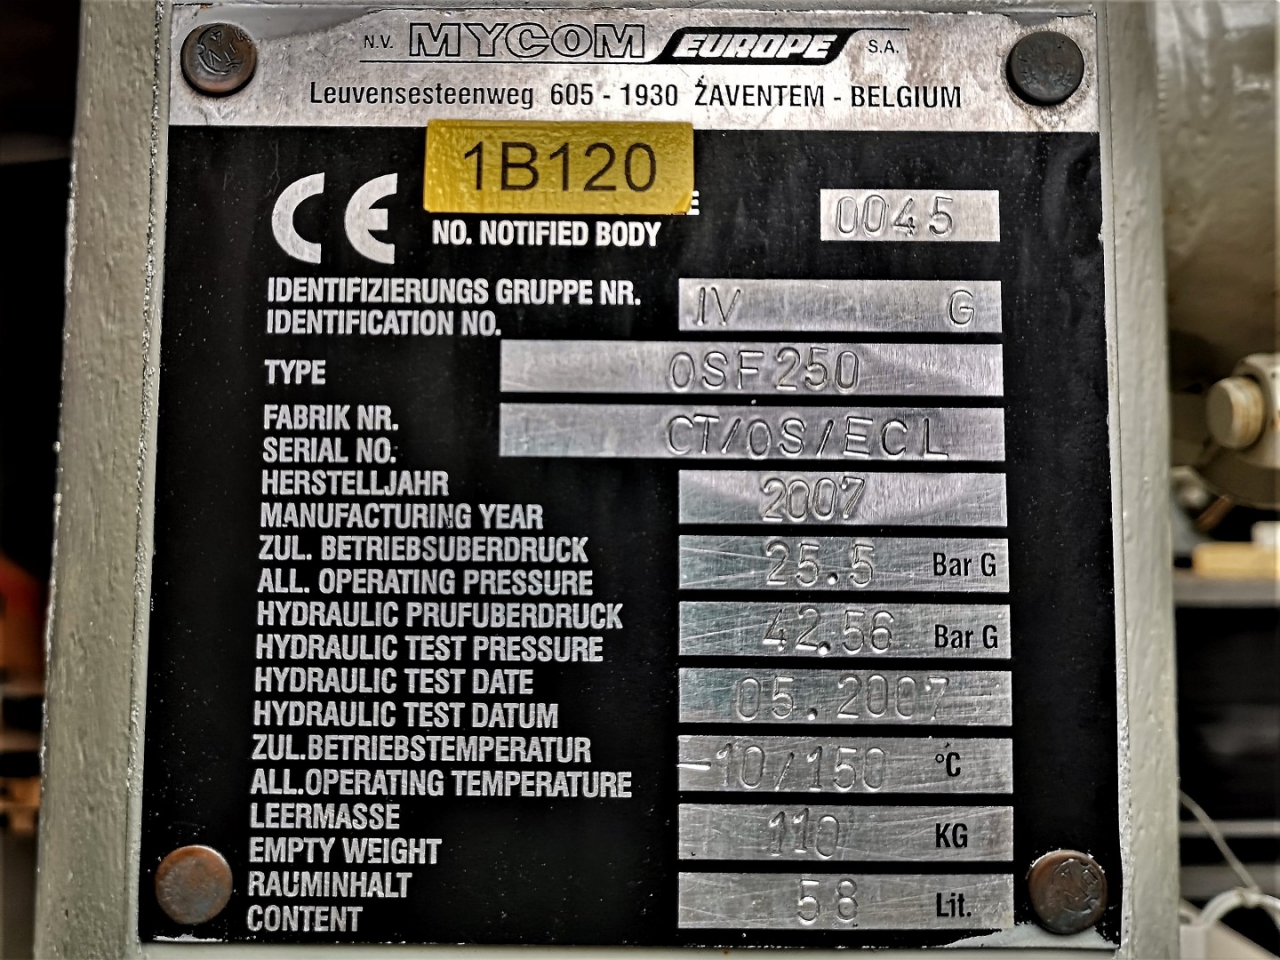 N.V. MYCOM EUROPE S.A.
Leuvensesteenweg 605 - 1930 ZAVENTEM - BELGIUM
1B120
CE
NO. NOTIFIED BODY 0045
IDENTIFIZIERUNGS GRUPPE NR.
IDENTIFICATION NO. IV G
TYPE OSF250
FABRIK NR.
SERIAL NO. CT/OS/ECL
HERSTELLJAHR
MANUFACTURING YEAR 2007
ZUL. BETRIEBSUBERDRUCK
ALL. OPERATING PRESSURE 25.5 Bar G
HYDRAULIC PRUFUBERDRUCK
HYDRAULIC TEST PRESSURE 42.56 Bar G
HYDRAULIC TEST DATE
HYDRAULIC TEST DATUM 05.2007
ZUL.BETRIEBSTEMPERATUR
ALL.OPERATING TEMPERATURE -10/150 °C
LEERMASSE
EMPTY WEIGHT 110 KG
RAUMINHALT
CONTENT 58 Lit.